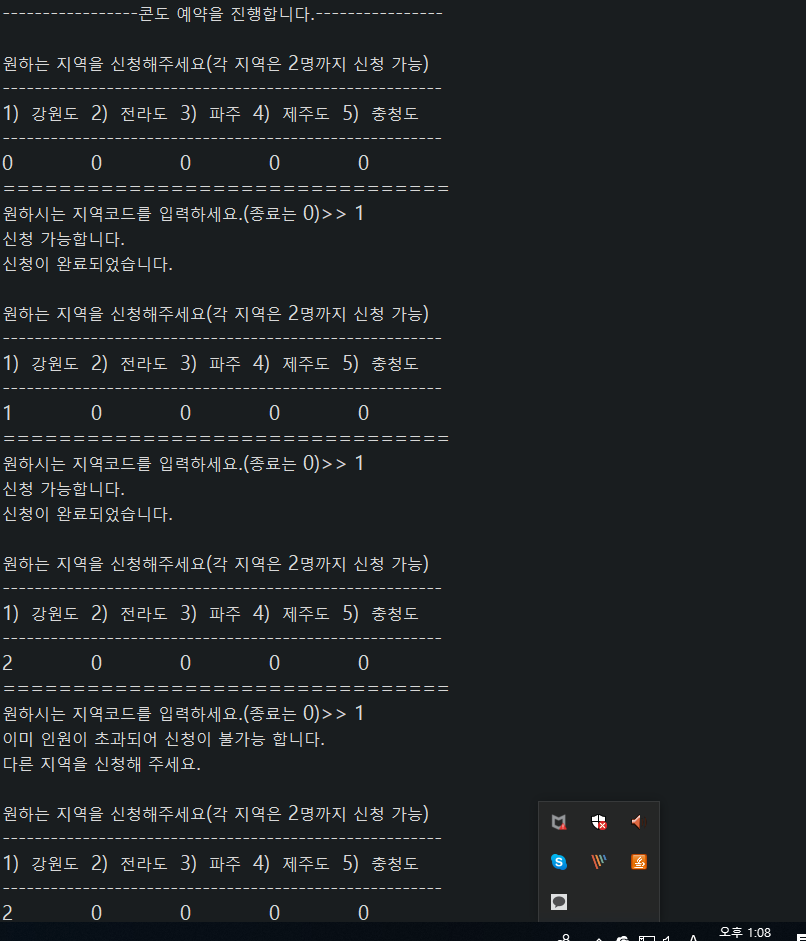 -----------------콘도 예약을 진행합니다.----------------
원하는 지역을 신청해주세요(각 지역은 2명까지 신청 가능)
-------------------------------------------------------
1) 강원도 2) 전라도 3) 파주 4) 제주도 5) 충청도
-------------------------------------------------------
0 0 0 0 0
================================
원하시는 지역코드를 입력하세요.(종료는 0)>> 1
신청 가능합니다.
신청이 완료되었습니다.
원하는 지역을 신청해주세요(각 지역은 2명까지 신청 가능)
-------------------------------------------------------
1) 강원도 2) 전라도 3) 파주 4) 제주도 5) 충청도
-------------------------------------------------------
1 0 0 0 0
================================
원하시는 지역코드를 입력하세요.(종료는 0)>> 1
신청 가능합니다.
신청이 완료되었습니다.
원하는 지역을 신청해주세요(각 지역은 2명까지 신청 가능)
-------------------------------------------------------
1) 강원도 2) 전라도 3) 파주 4) 제주도 5) 충청도
-------------------------------------------------------
2 0 0 0 0
================================
원하시는 지역코드를 입력하세요.(종료는 0)>> 1
이미 인원이 초과되어 신청이 불가능 합니다.
다른 지역을 신청해 주세요.
원하는 지역을 신청해주세요(각 지역은 2명까지 신청 가능)
-------------------------------------------------------
1) 강원도 2) 전라도 3) 파주 4) 제주도 5) 충청도
-------------------------------------------------------
2 0 0 0 0
오후 1:08